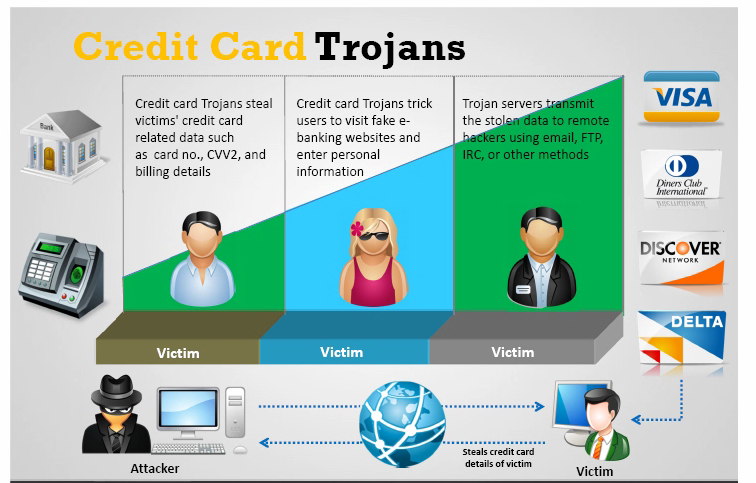 Credit Card Trojans
Bank
Credit card Trojans steal
victims' credit card
related data such
as card no., CVV2, and
billing details
Credit card Trojans trick
users to visit fake e-
banking websites and
enter personal
information
Trojan servers transmit
the stolen data to remote
hackers using email, FTP,
IRC, or other methods
VISA
Diners Club
International
DISCOVER
NETWORK
DELTA
Victim
Victim
Victim
Attacker
Steals credit card
details of victim
Victim